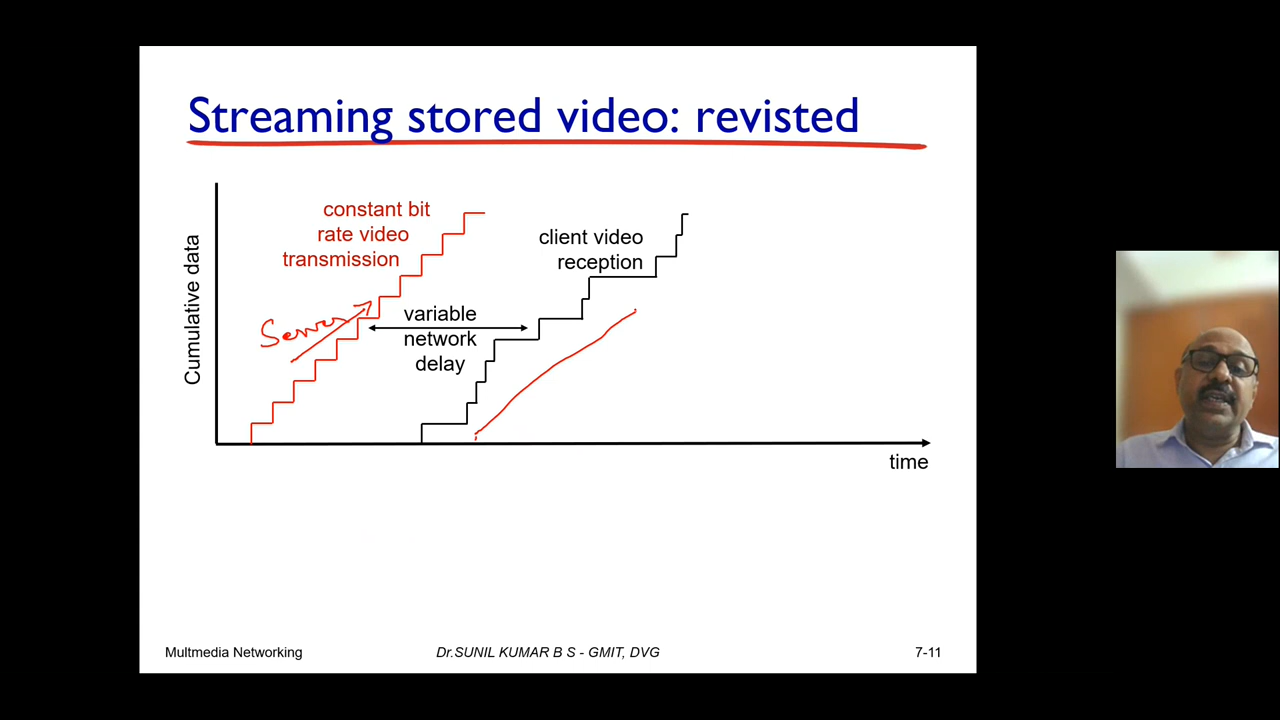 Streaming stored video: revisted
constant bit
rate video
transmission
client video
reception
Server
variable
network
delay
Cumulative data
time
Multmedia Networking
Dr.SUNIL KUMAR B S - GMIT, DVG
7-11